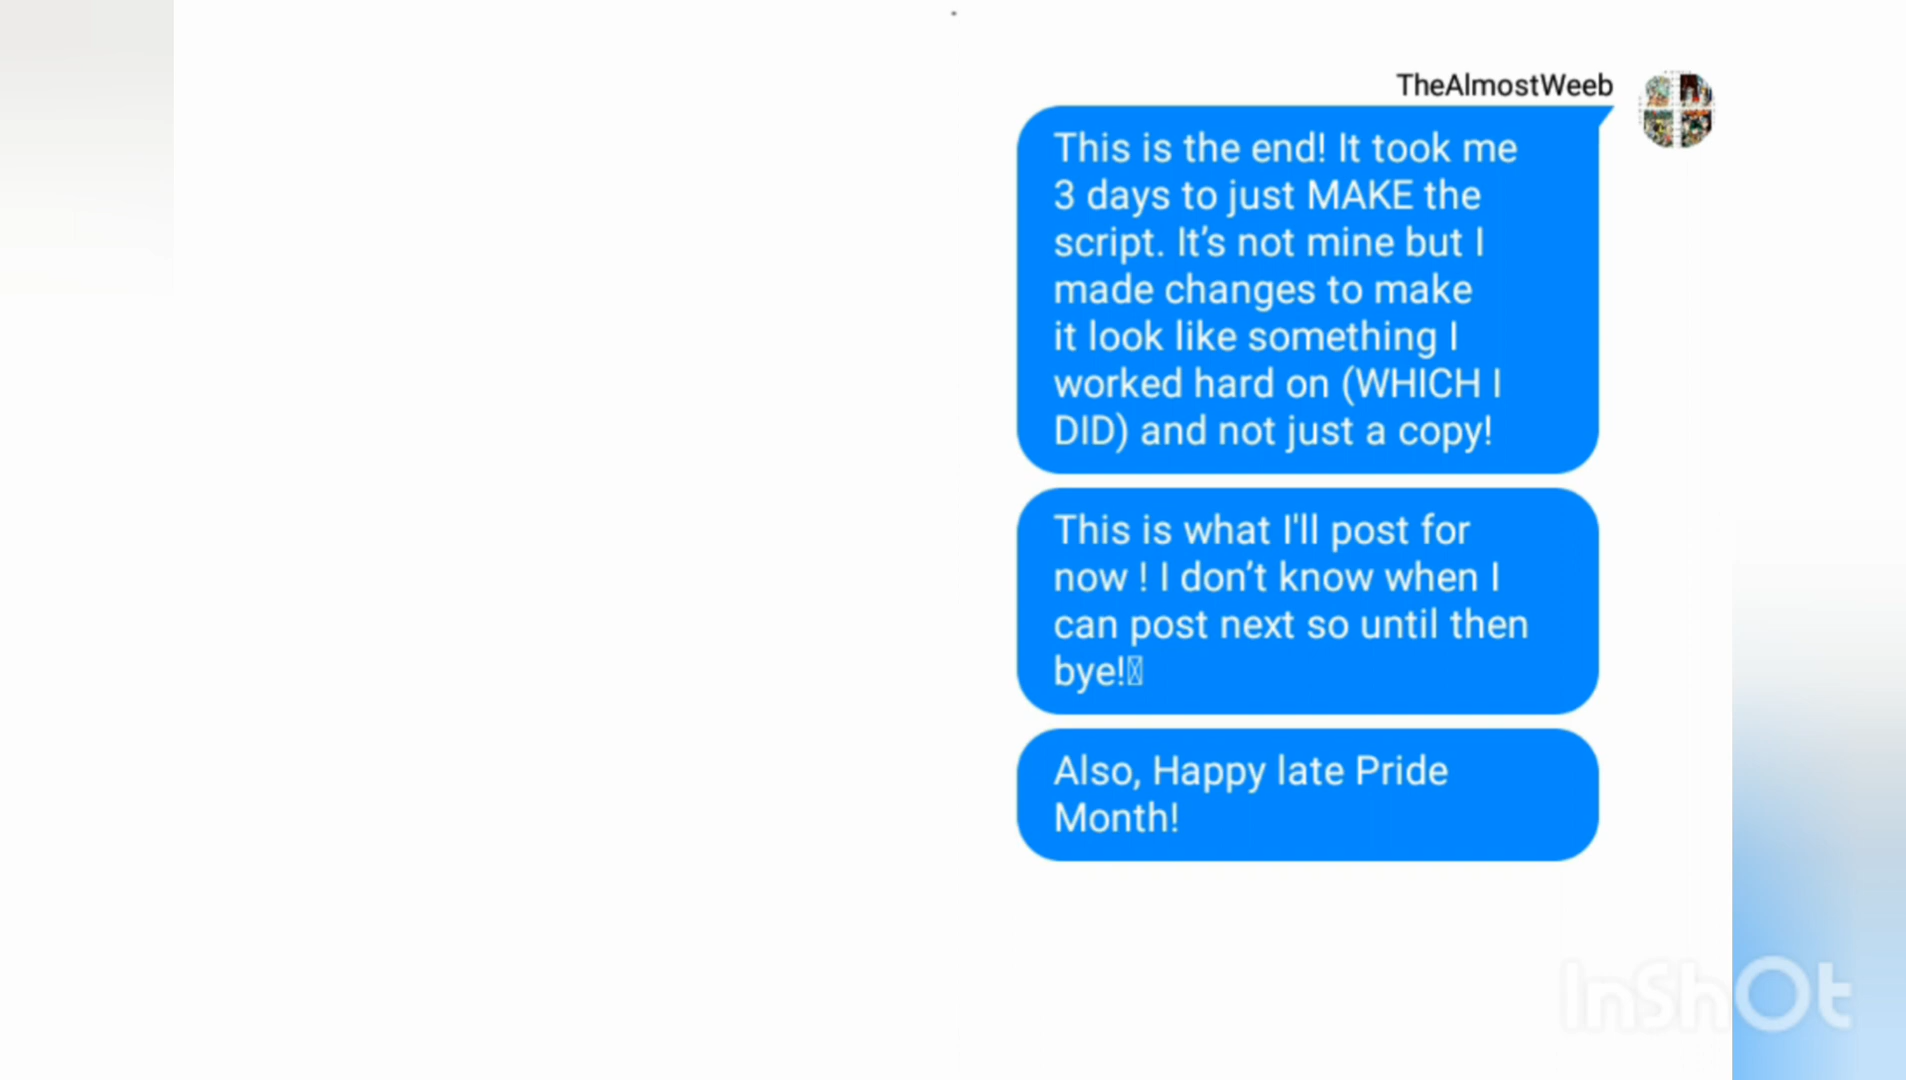 TheAlmostWeeb
This is the end! It took me
3 days to just MAKE the
script. It’s not mine but I
made changes to make
it look like something I
worked hard on (WHICH I
DID) and not just a copy!
This is what I'll post for
now ! I don’t know when I
can post next so until then
bye!
Also, Happy late Pride
Month!
InShOt